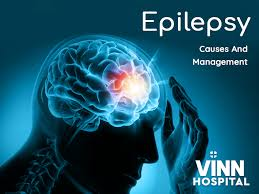 Epilepsy
Causes And
Management
VINN
HOSPITAL